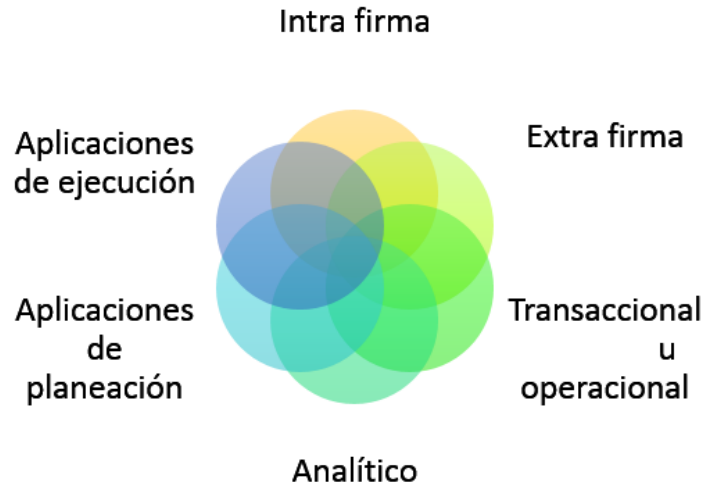 Intra firma
Extra firma
Transaccional
u
operacional
Analítico
Aplicaciones
de
planeación
Aplicaciones
de ejecución